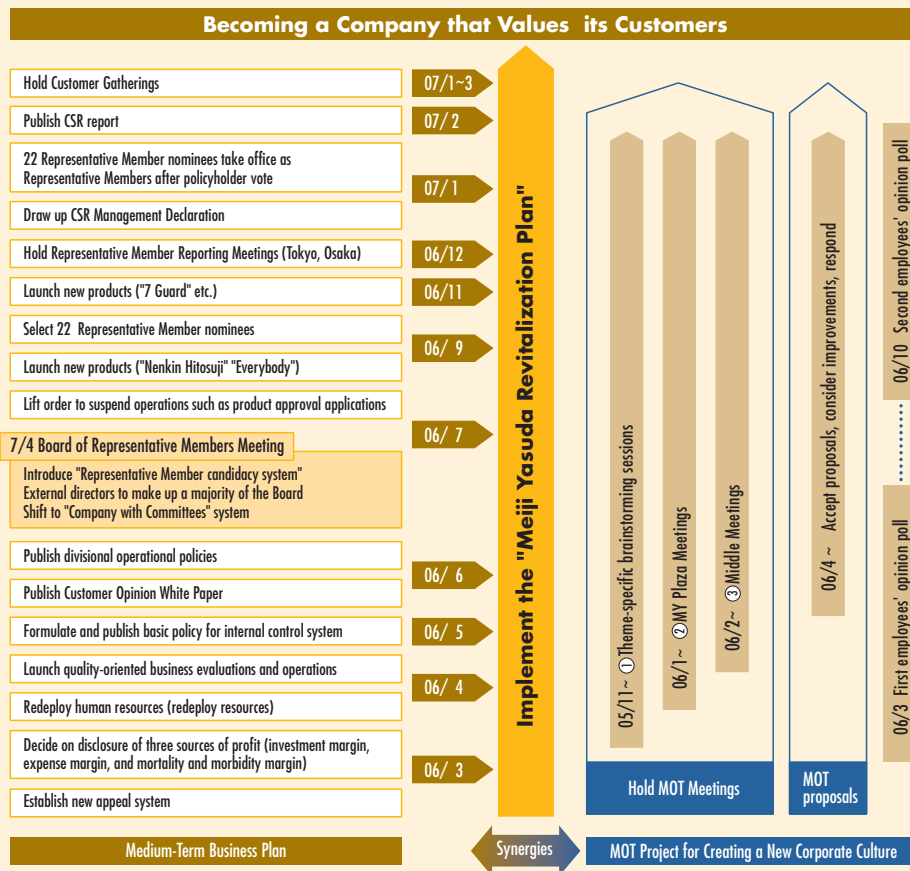 Becoming a Company that Values its Customers
Hold Customer Gatherings
07/1~3
Publish CSR report
07/ 2
22 Representative Member nominees take office as
Representative Members after policyholder vote
07/ 1
Draw up CSR Management Declaration
Hold Representative Member Reporting Meetings (Tokyo, Osaka)
06/12
Launch new products ("7 Guard" etc.)
06/11
Select 22 Representative Member nominees
06/ 9
Launch new products ("Nenkin Hitosuji" "Everybody")
Lift order to suspend operations such as product approval applications
06/ 7
7/4 Board of Representative Members Meeting
Introduce "Representative Member candidacy system"
External directors to make up a majority of the Board
Shift to "Company with Committees" system
Publish divisional operational policies
06/ 6
Publish Customer Opinion White Paper
Formulate and publish basic policy for internal control system
06/ 5
Launch quality-oriented business evaluations and operations
06/ 4
Redeploy human resources (redeploy resources)
Decide on disclosure of three sources of profit (investment margin,
expense margin, and mortality and morbidity margin)
06/ 3
Establish new appeal system
Medium-Term Business Plan
Implement the "Meiji Yasuda Revitalization Plan"
Synergies
05/11~ ①Theme-specific brainstorming sessions
06/1~ ②MY Plaza Meetings
06/2~ ③Middle Meetings
Hold MOT Meetings
06/4 ~ Accept proposals, consider improvements, respond
MOT
proposals
06/10 Second employees' opinion poll
06/3 First employees' opinion poll
MOT Project for Creating a New Corporate Culture